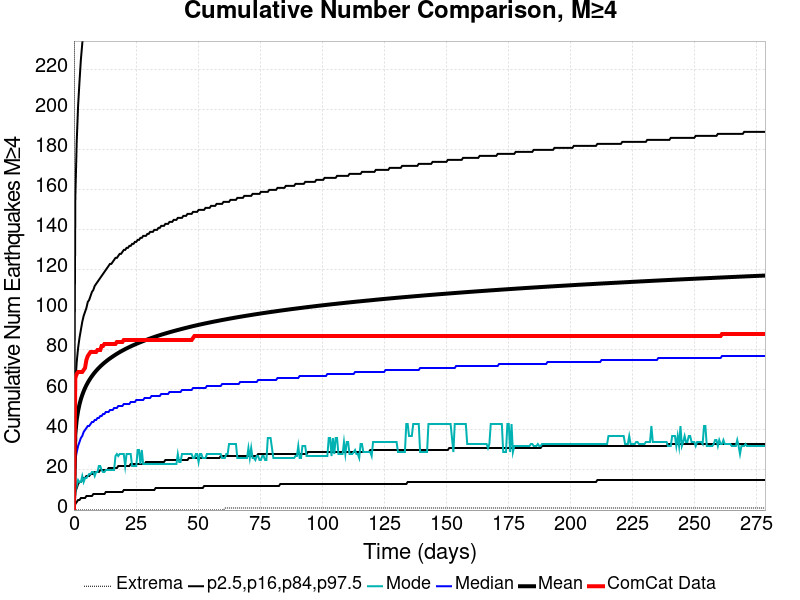 Cumulative Number Comparison, M≥4
Cumulative Num Earthquakes M≥4
220
200
180
160
140
120
100
80
60
40
20
0
0 25 50 75 100 125 150 175 200 225 250 275
Time (days)
Extrema p2.5,p16,p84,p97.5 Mode Median Mean ComCat Data